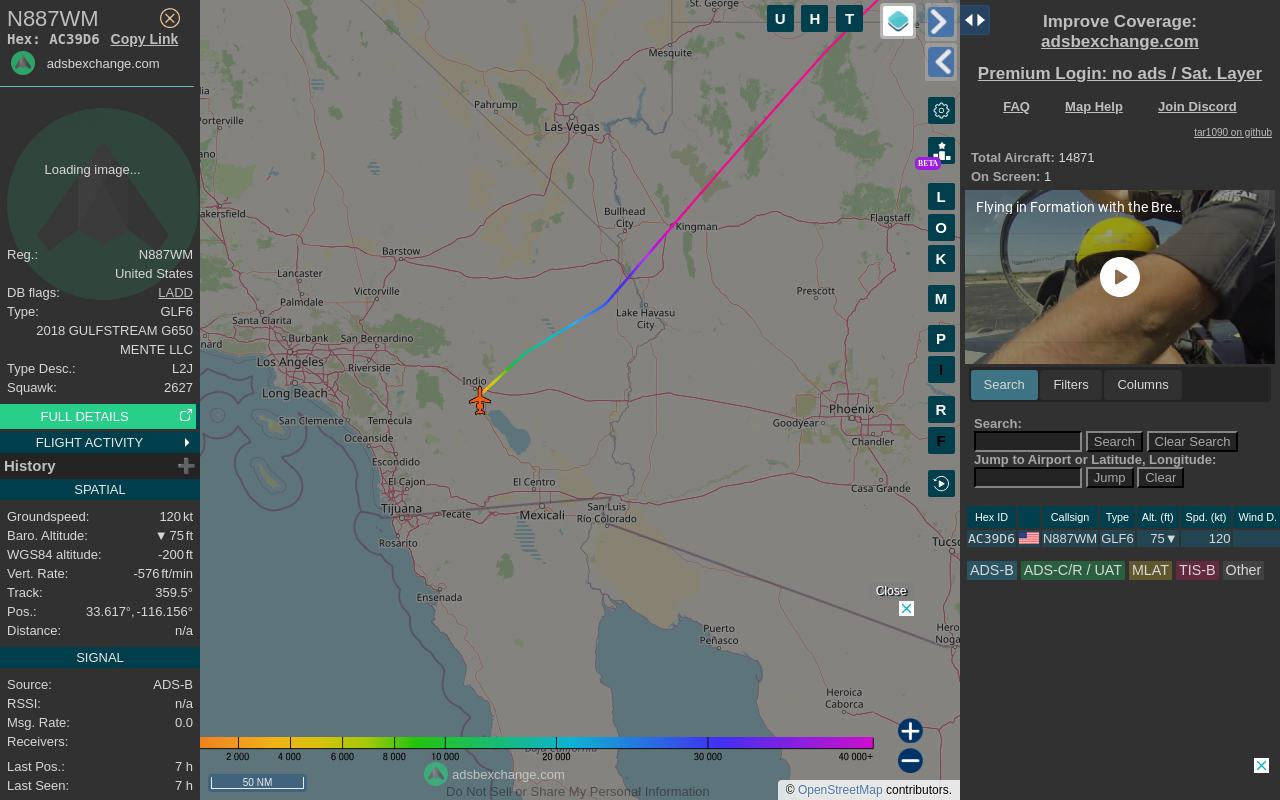 N887WM
Hex: AC39D6 Copy Link
adsbexchange.com
Loading image...
Reg.: N887WM
United States
DB flags: LADD
Type: GLF6
2018 GULFSTREAM G650
MENTE LLC
Type Desc.: L2J
Squawk: 2627
FULL DETAILS
FLIGHT ACTIVITY
History
SPATIAL
Groundspeed: 120 kt
Baro. Altitude: ▼ 75 ft
WGS84 altitude: -200 ft
Vert. Rate: -576 ft/min
Track: 359.5°
Pos.: 33.617°, -116.156°
Distance: n/a
SIGNAL
Source: ADS-B
RSSI: n/a
Msg. Rate: 0.0
Receivers:
Last Pos.: 7 h
Last Seen: 7 h
St. George
Mesquite
Pahrump
Las Vegas
Porterville
Bullhead
City
Kingman
Flagstaff
Barstow
Lancaster
Victorville
Palmdale
Prescott
Lake Havasu
City
Santa Clarita
Burbank
San Bernardino
Los Angeles
Riverside
Indio
Long Beach
Phoenix
San Clemente
Temecula
Goodyear
Oceanside
Chandler
Escondido
El Cajon
El Centro
Casa Grande
Tijuana
Tecate
Mexicali
San Luis
Río Colorado
Rosarito
Ensenada
Puerto
Peñasco
Heroica
Caborca
U H T
BETA
L
O
K
M
P
I
R
F
Close
2 000 4 000 6 000 8 000 10 000 20 000 30 000 40 000+
50 NM
adsbexchange.com
Do Not Sell or Share My Personal Information
© OpenStreetMap contributors.
Improve Coverage:
adsbexchange.com
Premium Login: no ads / Sat. Layer
FAQ Map Help Join Discord
tar1090 on github
Total Aircraft: 14871
On Screen: 1
Flying in Formation with the Bre...
Search Filters Columns
Search:
Search Clear Search
Jump to Airport or Latitude, Longitude:
Jump Clear
Hex ID Callsign Type Alt. (ft) Spd. (kt) Wind D.
AC39D6 N887WM GLF6 75▼ 120
ADS-B ADS-C/R / UAT MLAT TIS-B Other